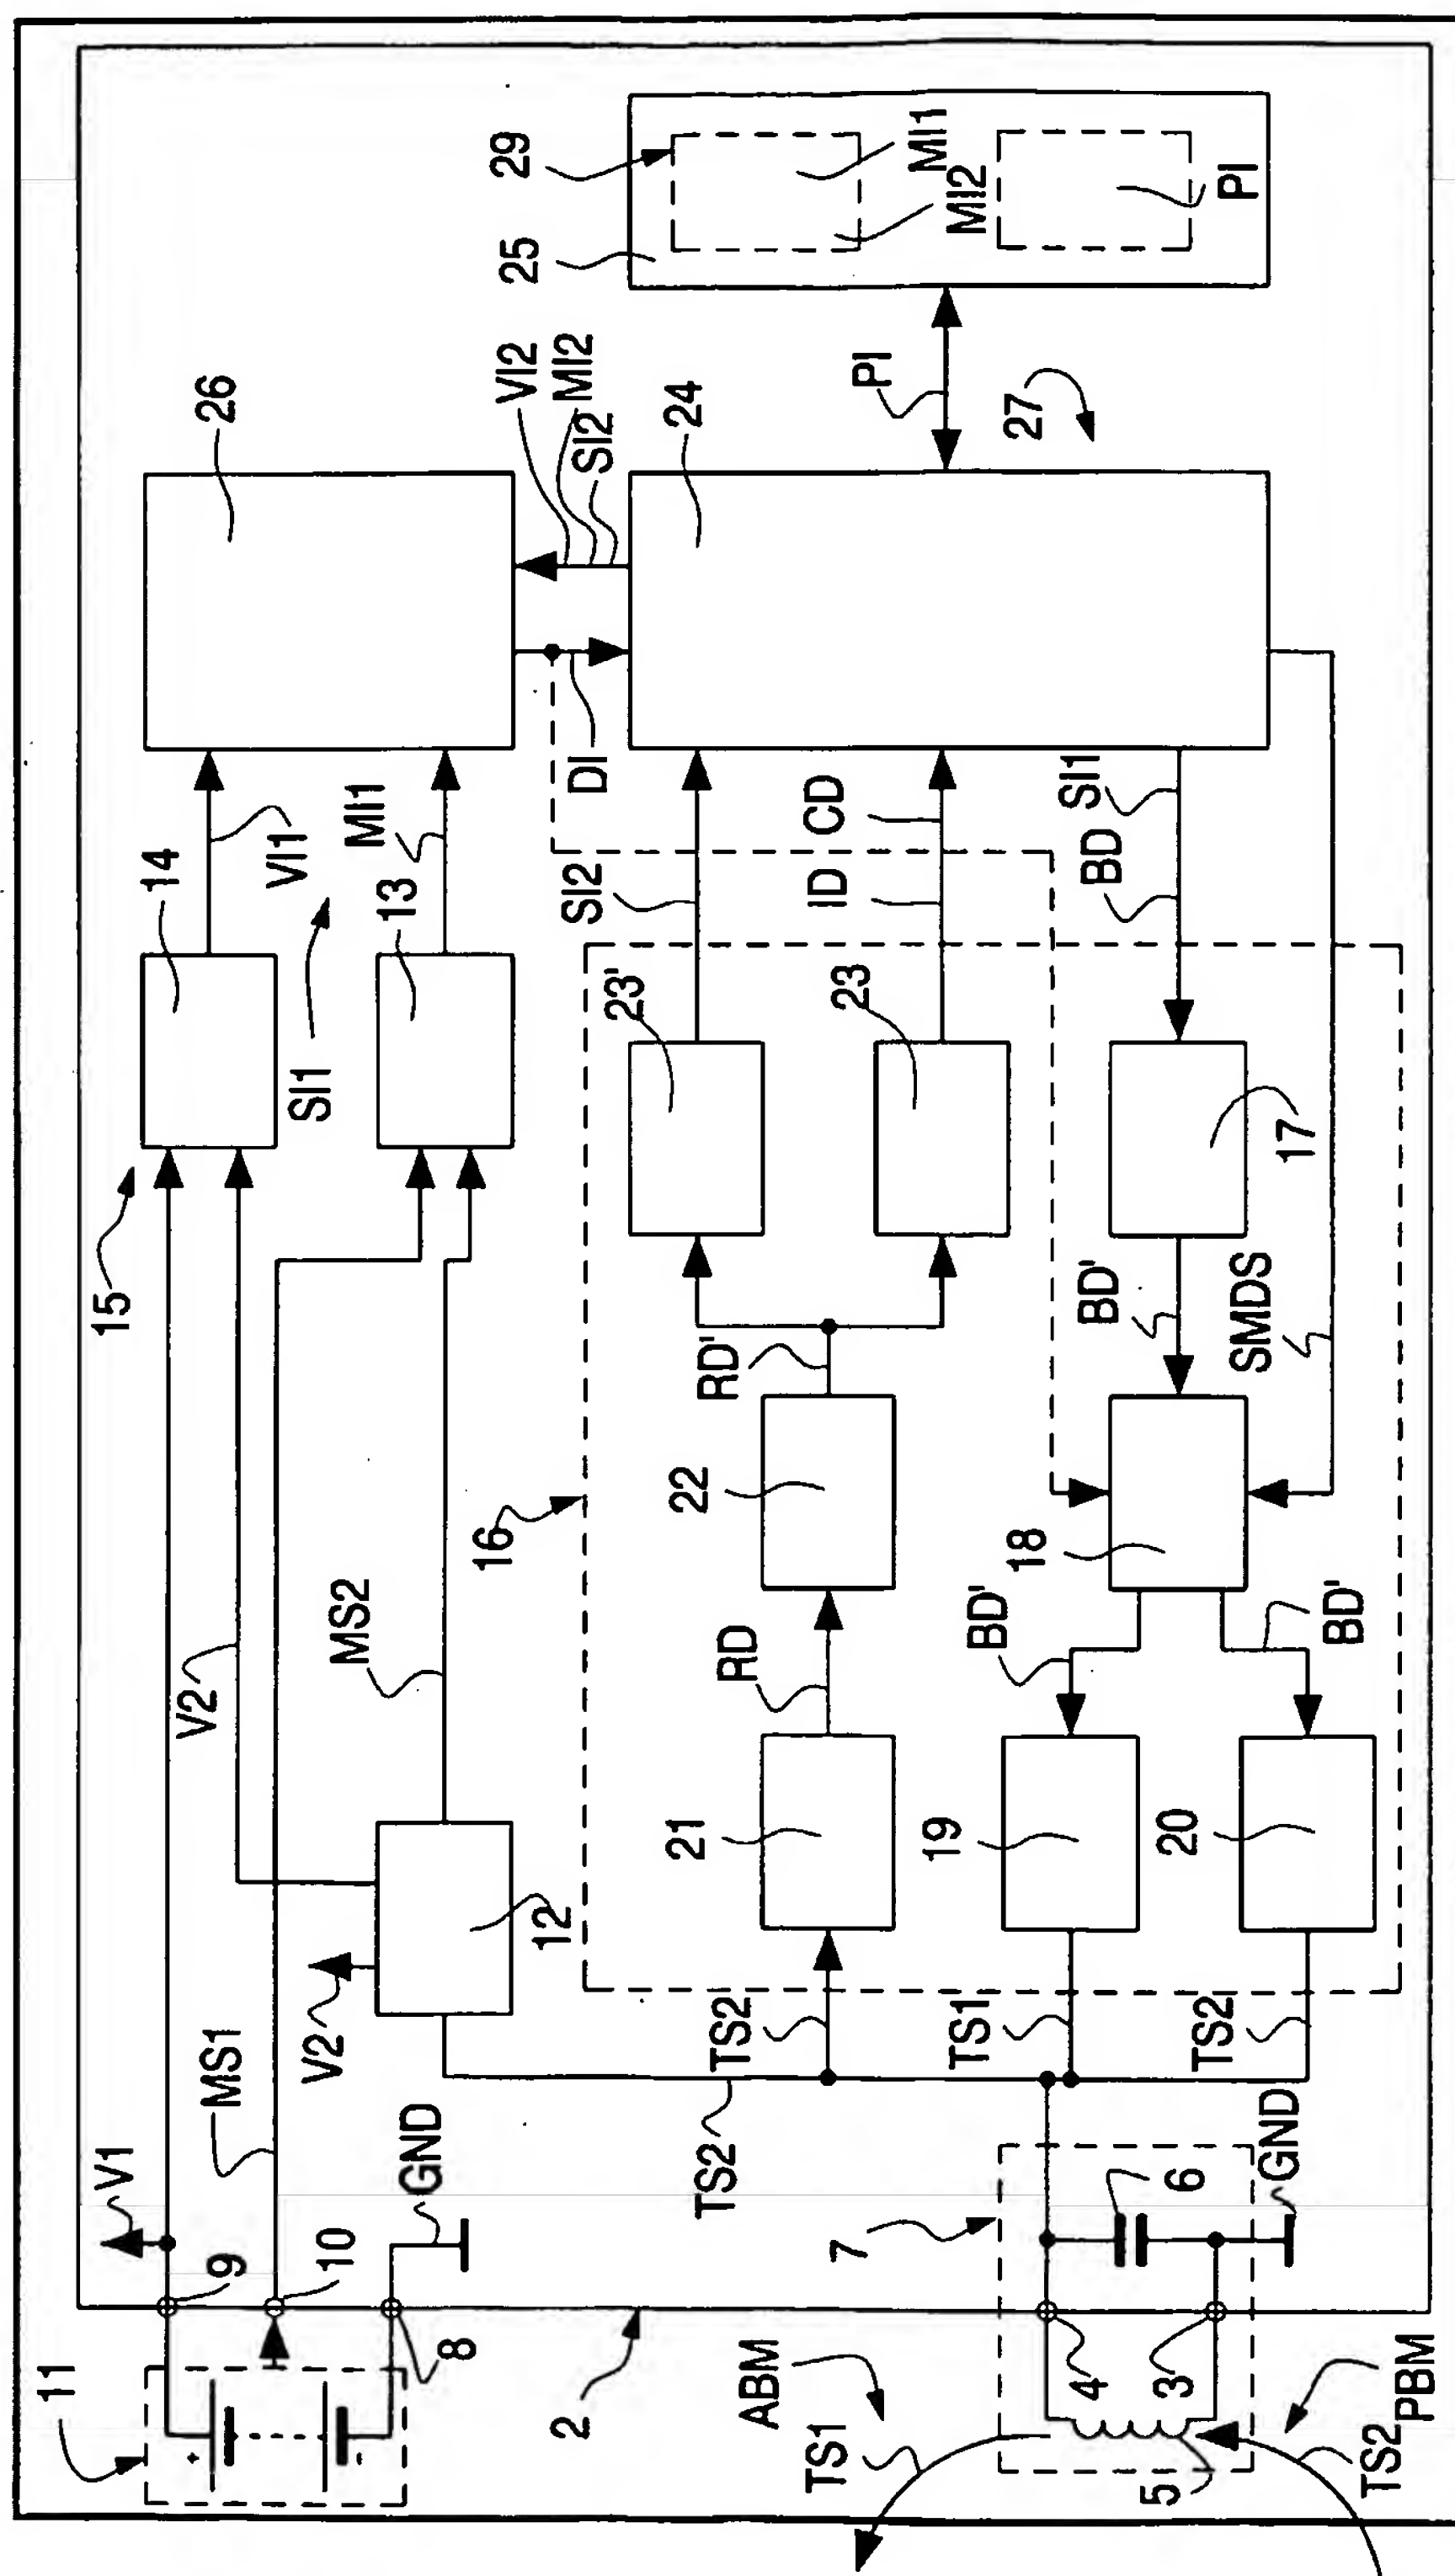 11
+
-
V1
15
14
V2
9
MS1
26
VI1
V2
SI1
10
MS2
MI1
13
GND
8
16
VI2
25
29
12
2
MI2
SI2
DI
SI2
23'
21
22
24
TS2
TS2
RD
RD'
ABM
TS1
7
ID
CD
23
PI
19
TS1
BD'
18
27
MI1
MI2
4
BD'
BD
SI1
5
3
6
20
TS2
GND
SMDS
17
PI
BD'
TS2
PBM